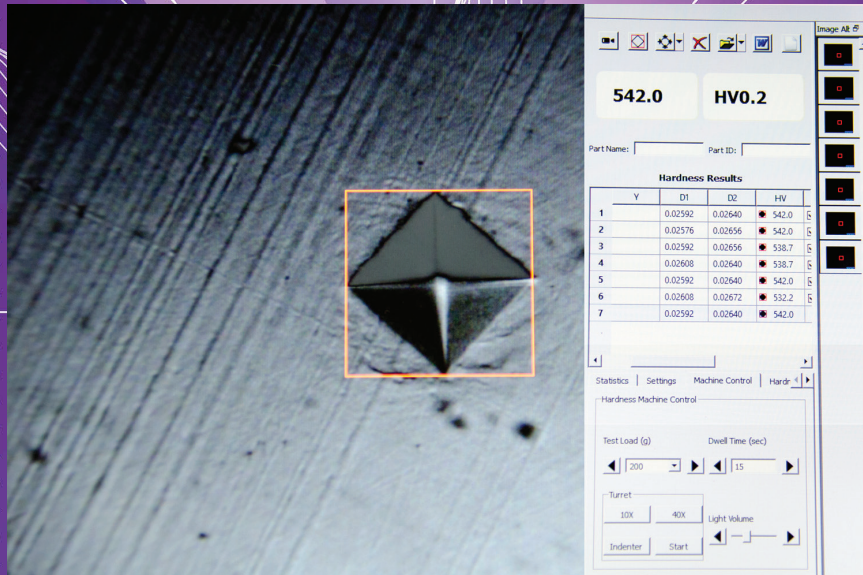 Image Alb
542.0 HV0.2
Part Name: Part ID:
Hardness Results
Y D1 D2 HV
1 0.02592 0.02640 542.0
2 0.02576 0.02656 542.0
3 0.02592 0.02656 538.7
4 0.02608 0.02640 538.7
5 0.02592 0.02640 542.0
6 0.02608 0.02672 532.2
7 0.02592 0.02640 542.0
Statistics Settings Machine Control Hardr
Hardness Machine Control
Test Load (g) Dwell Time (sec)
200 15
Turret
10X 40X
Light Volume
Indenter Start